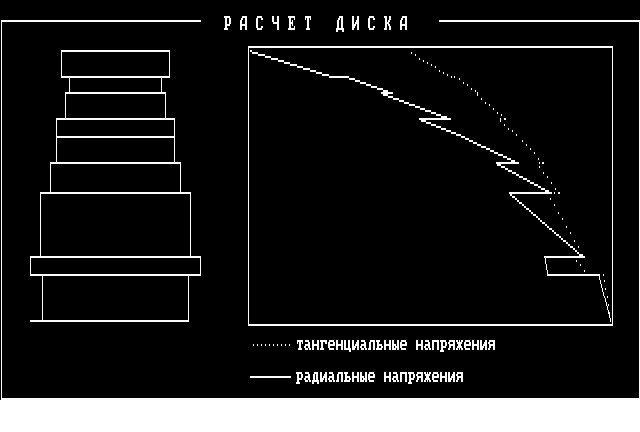 РАСЧЕТ ДИСКА
тангенциальные напряжения
радиальные напряжения